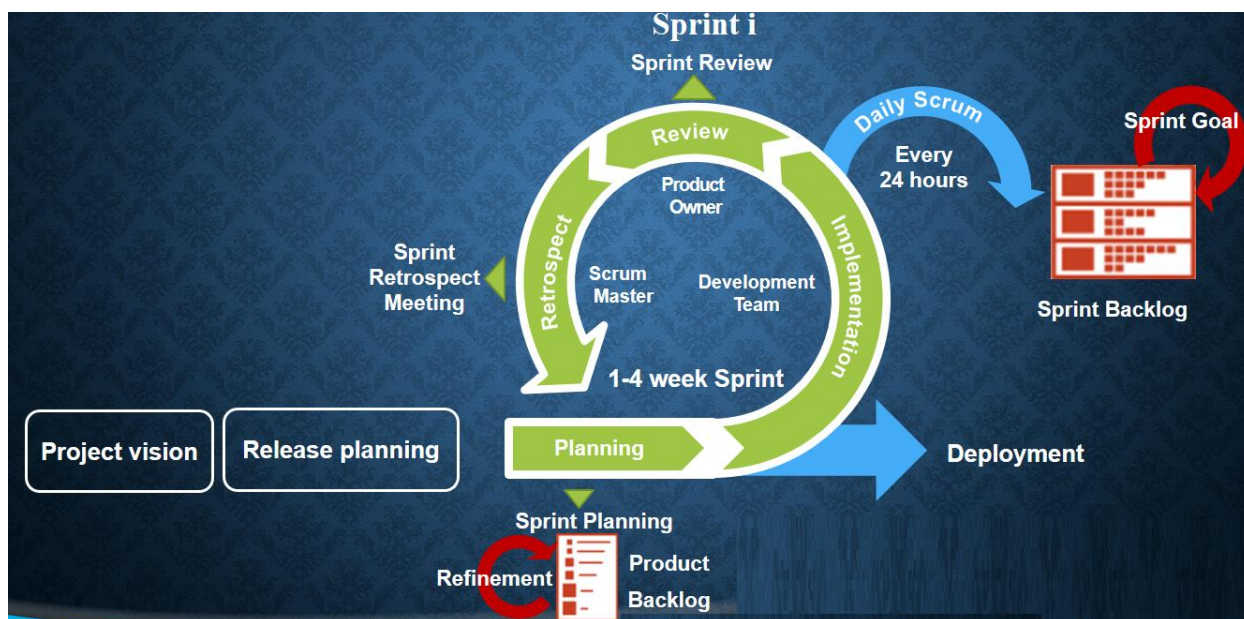 Sprint i
Sprint Review
Review
Daily Scrum
Every
24 hours
Sprint Goal
Product
Owner
Implementation
Retrospect
Sprint
Retrospect
Meeting
Scrum
Master
Development
Team
Sprint Backlog
1-4 week Sprint
Project vision
Release planning
Planning
Deployment
Sprint Planning
Refinement
Product
Backlog